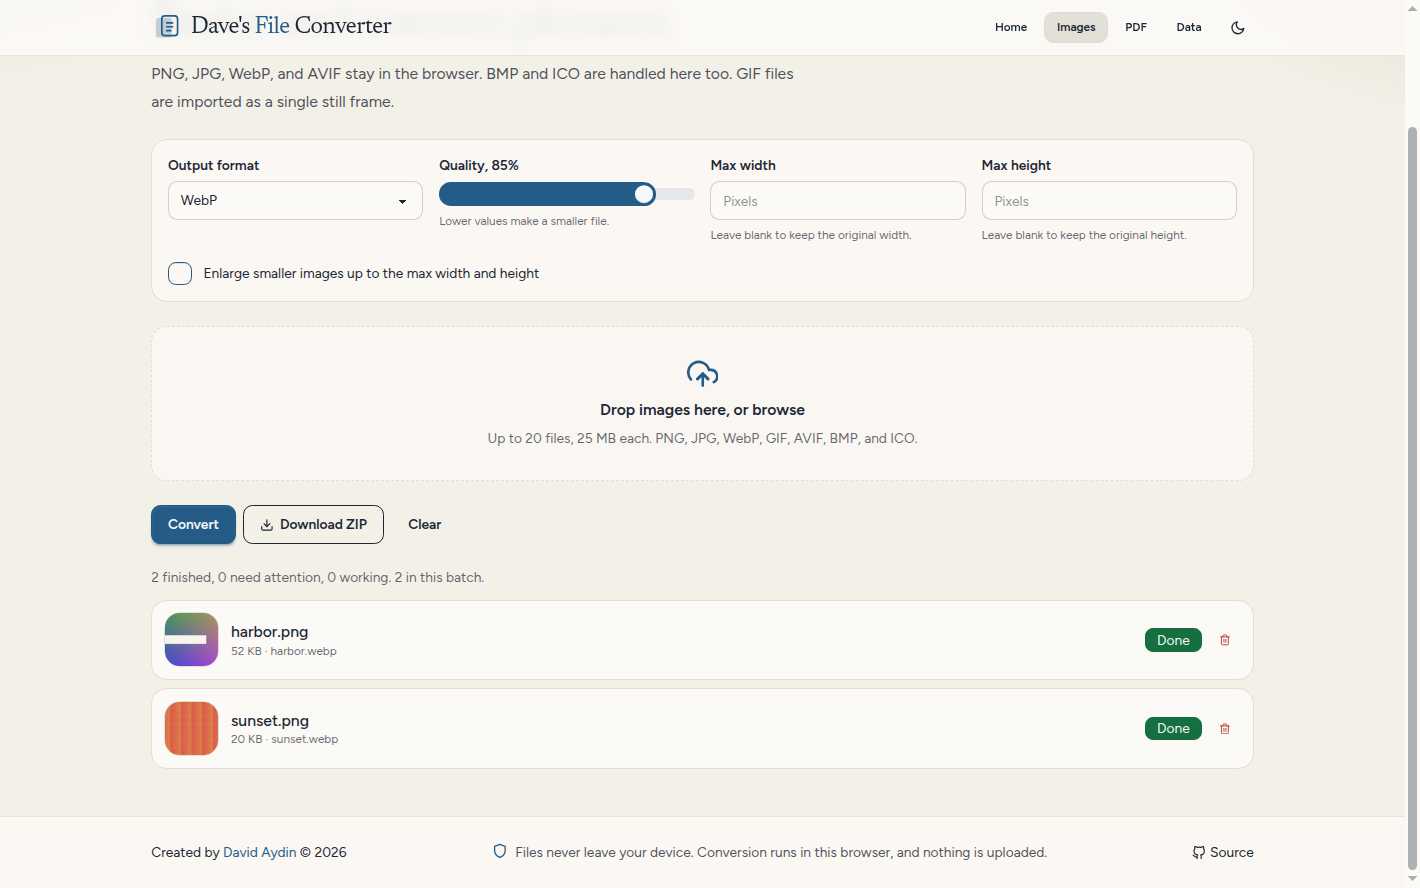 Dave's File Converter
Home
Images
PDF
Data
PNG, JPG, WebP, and AVIF stay in the browser. BMP and ICO are handled here too. GIF files
are imported as a single still frame.
Output format
WebP
Quality, 85%
Lower values make a smaller file.
Max width
Pixels
Leave blank to keep the original width.
Max height
Pixels
Leave blank to keep the original height.
Enlarge smaller images up to the max width and height
Drop images here, or browse
Up to 20 files, 25 MB each. PNG, JPG, WebP, GIF, AVIF, BMP, and ICO.
Convert
Download ZIP
Clear
2 finished, 0 need attention, 0 working. 2 in this batch.
harbor.png
52 KB · harbor.webp
Done
sunset.png
20 KB · sunset.webp
Done
Created by David Aydin © 2026
Files never leave your device. Conversion runs in this browser, and nothing is uploaded.
Source